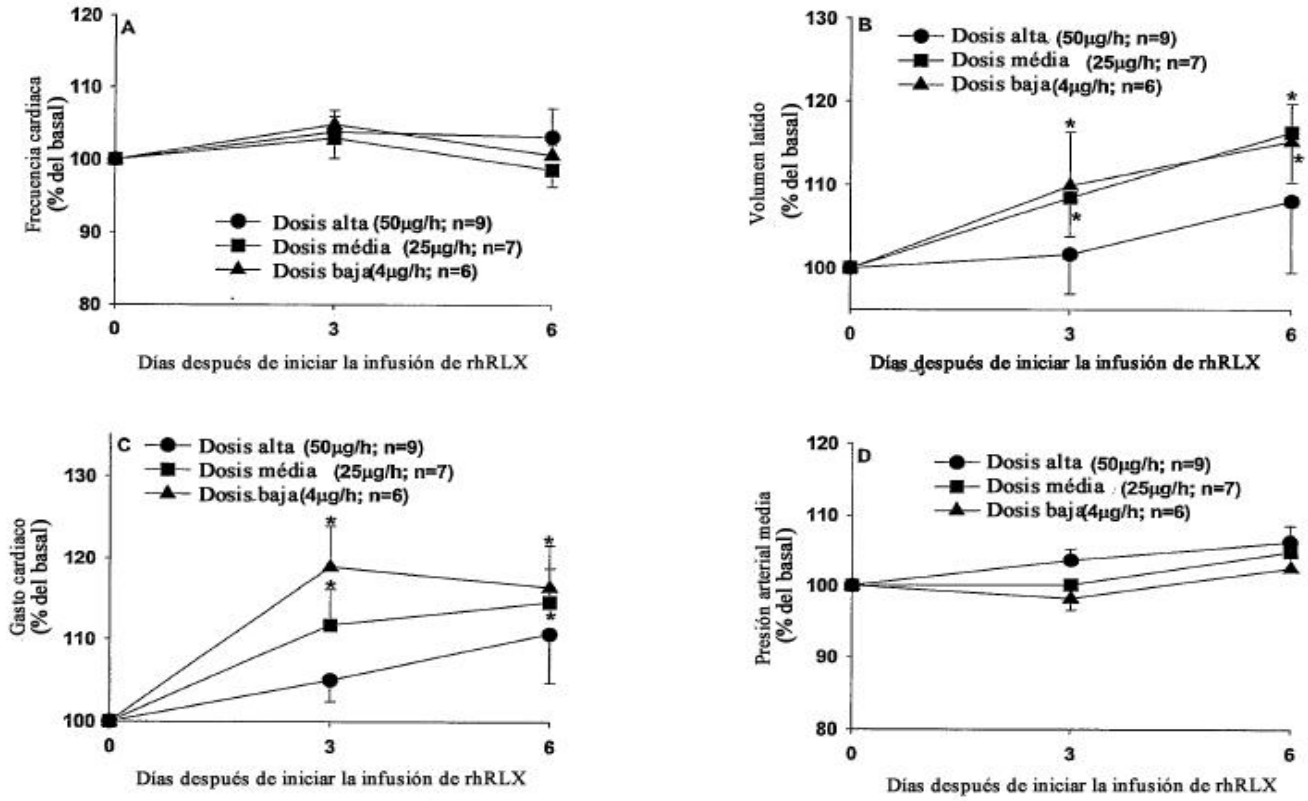 A
120
110
100
90
80
Frecuencia cardiaca
(% del basal)
Dosis alta (50µg/h; n=9)
Dosis média (25µg/h; n=7)
Dosis baja(4µg/h; n=6)
0
3
6
Días después de iniciar la infusión de rhRLX
B
130
120
110
100
Volumen latido
(% del basal)
Dosis alta (50µg/h; n=9)
Dosis média (25µg/h; n=7)
Dosis baja(4µg/h; n=6)
*
*
*
*
0
3
6
Días después de iniciar la infusión de rhRLX
C
130
120
110
100
Gasto cardiaco
(% del basal)
Dosis alta (50µg/h; n=9)
Dosis média (25µg/h; n=7)
Dosis baja(4µg/h; n=6)
*
*
*
*
0
3
6
Días después de iniciar la infusión de rhRLX
D
120
110
100
90
80
Presión arterial media
(% del basal)
Dosis alta (50µg/h; n=9)
Dosis média (25µg/h; n=7)
Dosis baja(4µg/h; n=6)
0
3
6
Días después de iniciar la infusión de rhRLX